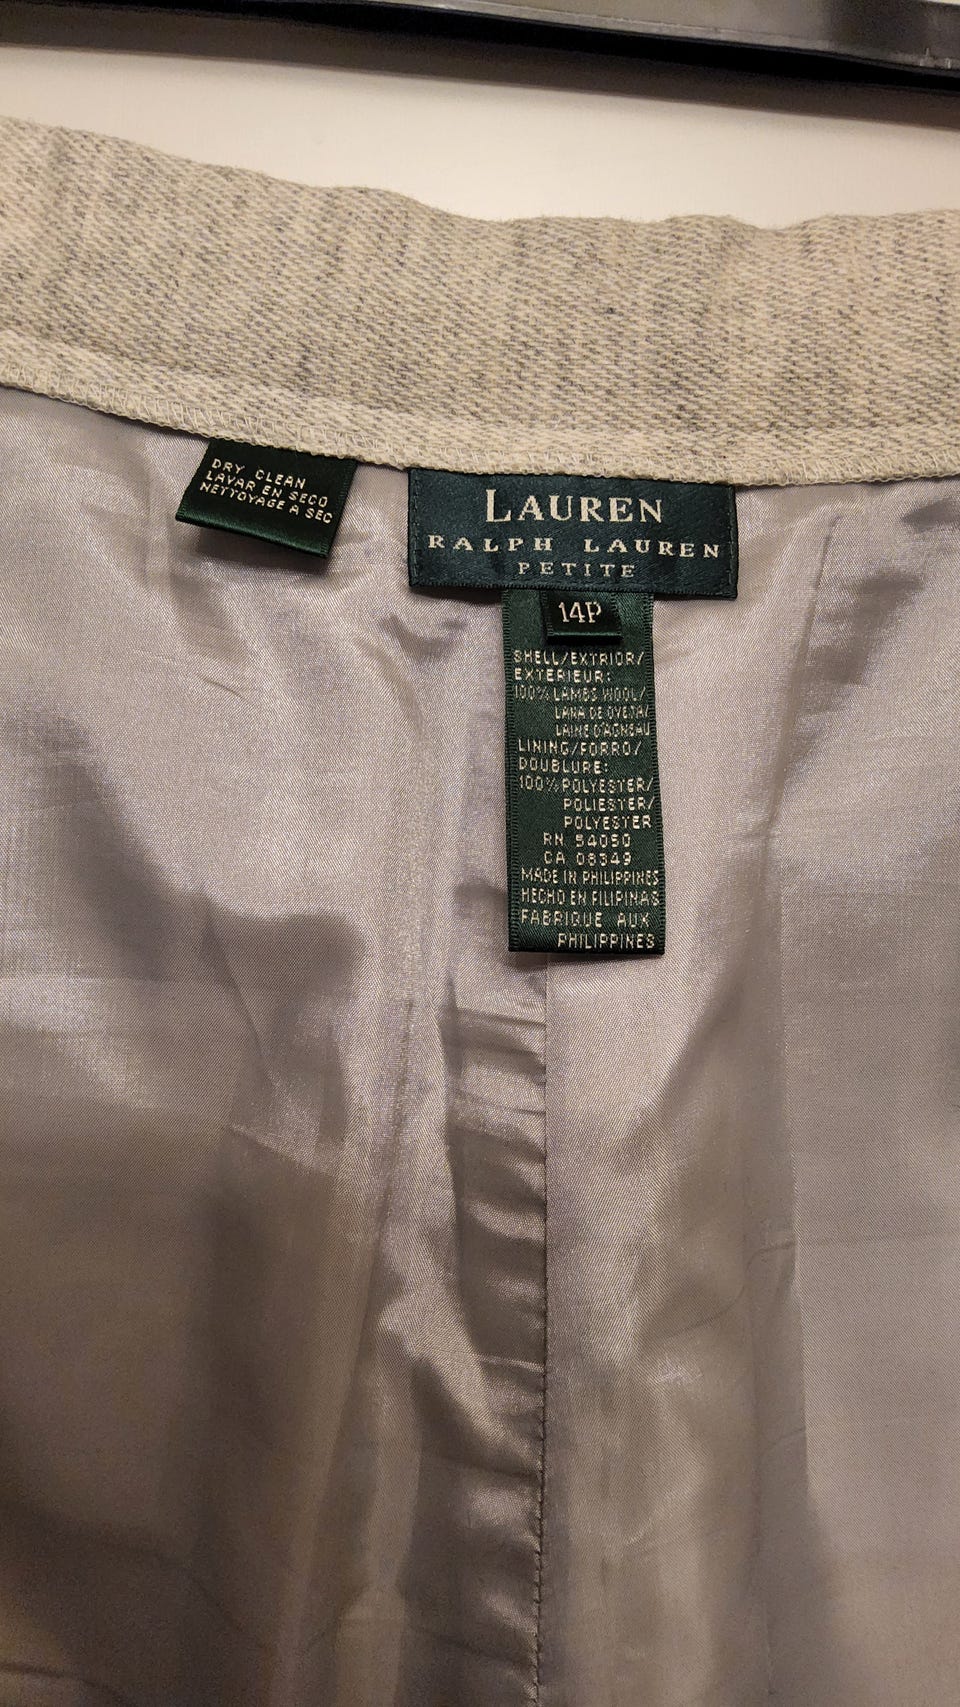 DRY CLEAN
LAVAR EN SECO
NETTOYAGE A SEC
LAUREN
RALPH LAUREN
PETITE
14P
SHELL/EXTRIOR/
EXTERIEUR:
100% LAMBS WOOL/
LANA DE OVEJA/
LAINE D'AGNEAU
LINING/FORRO/
DOUBLURE:
100% POLYESTER/
POLIESTER/
POLYESTER
RN 54050
CA 08349
MADE IN PHILIPPINES
HECHO EN FILIPINAS
FABRIQUE AUX
PHILIPPINES